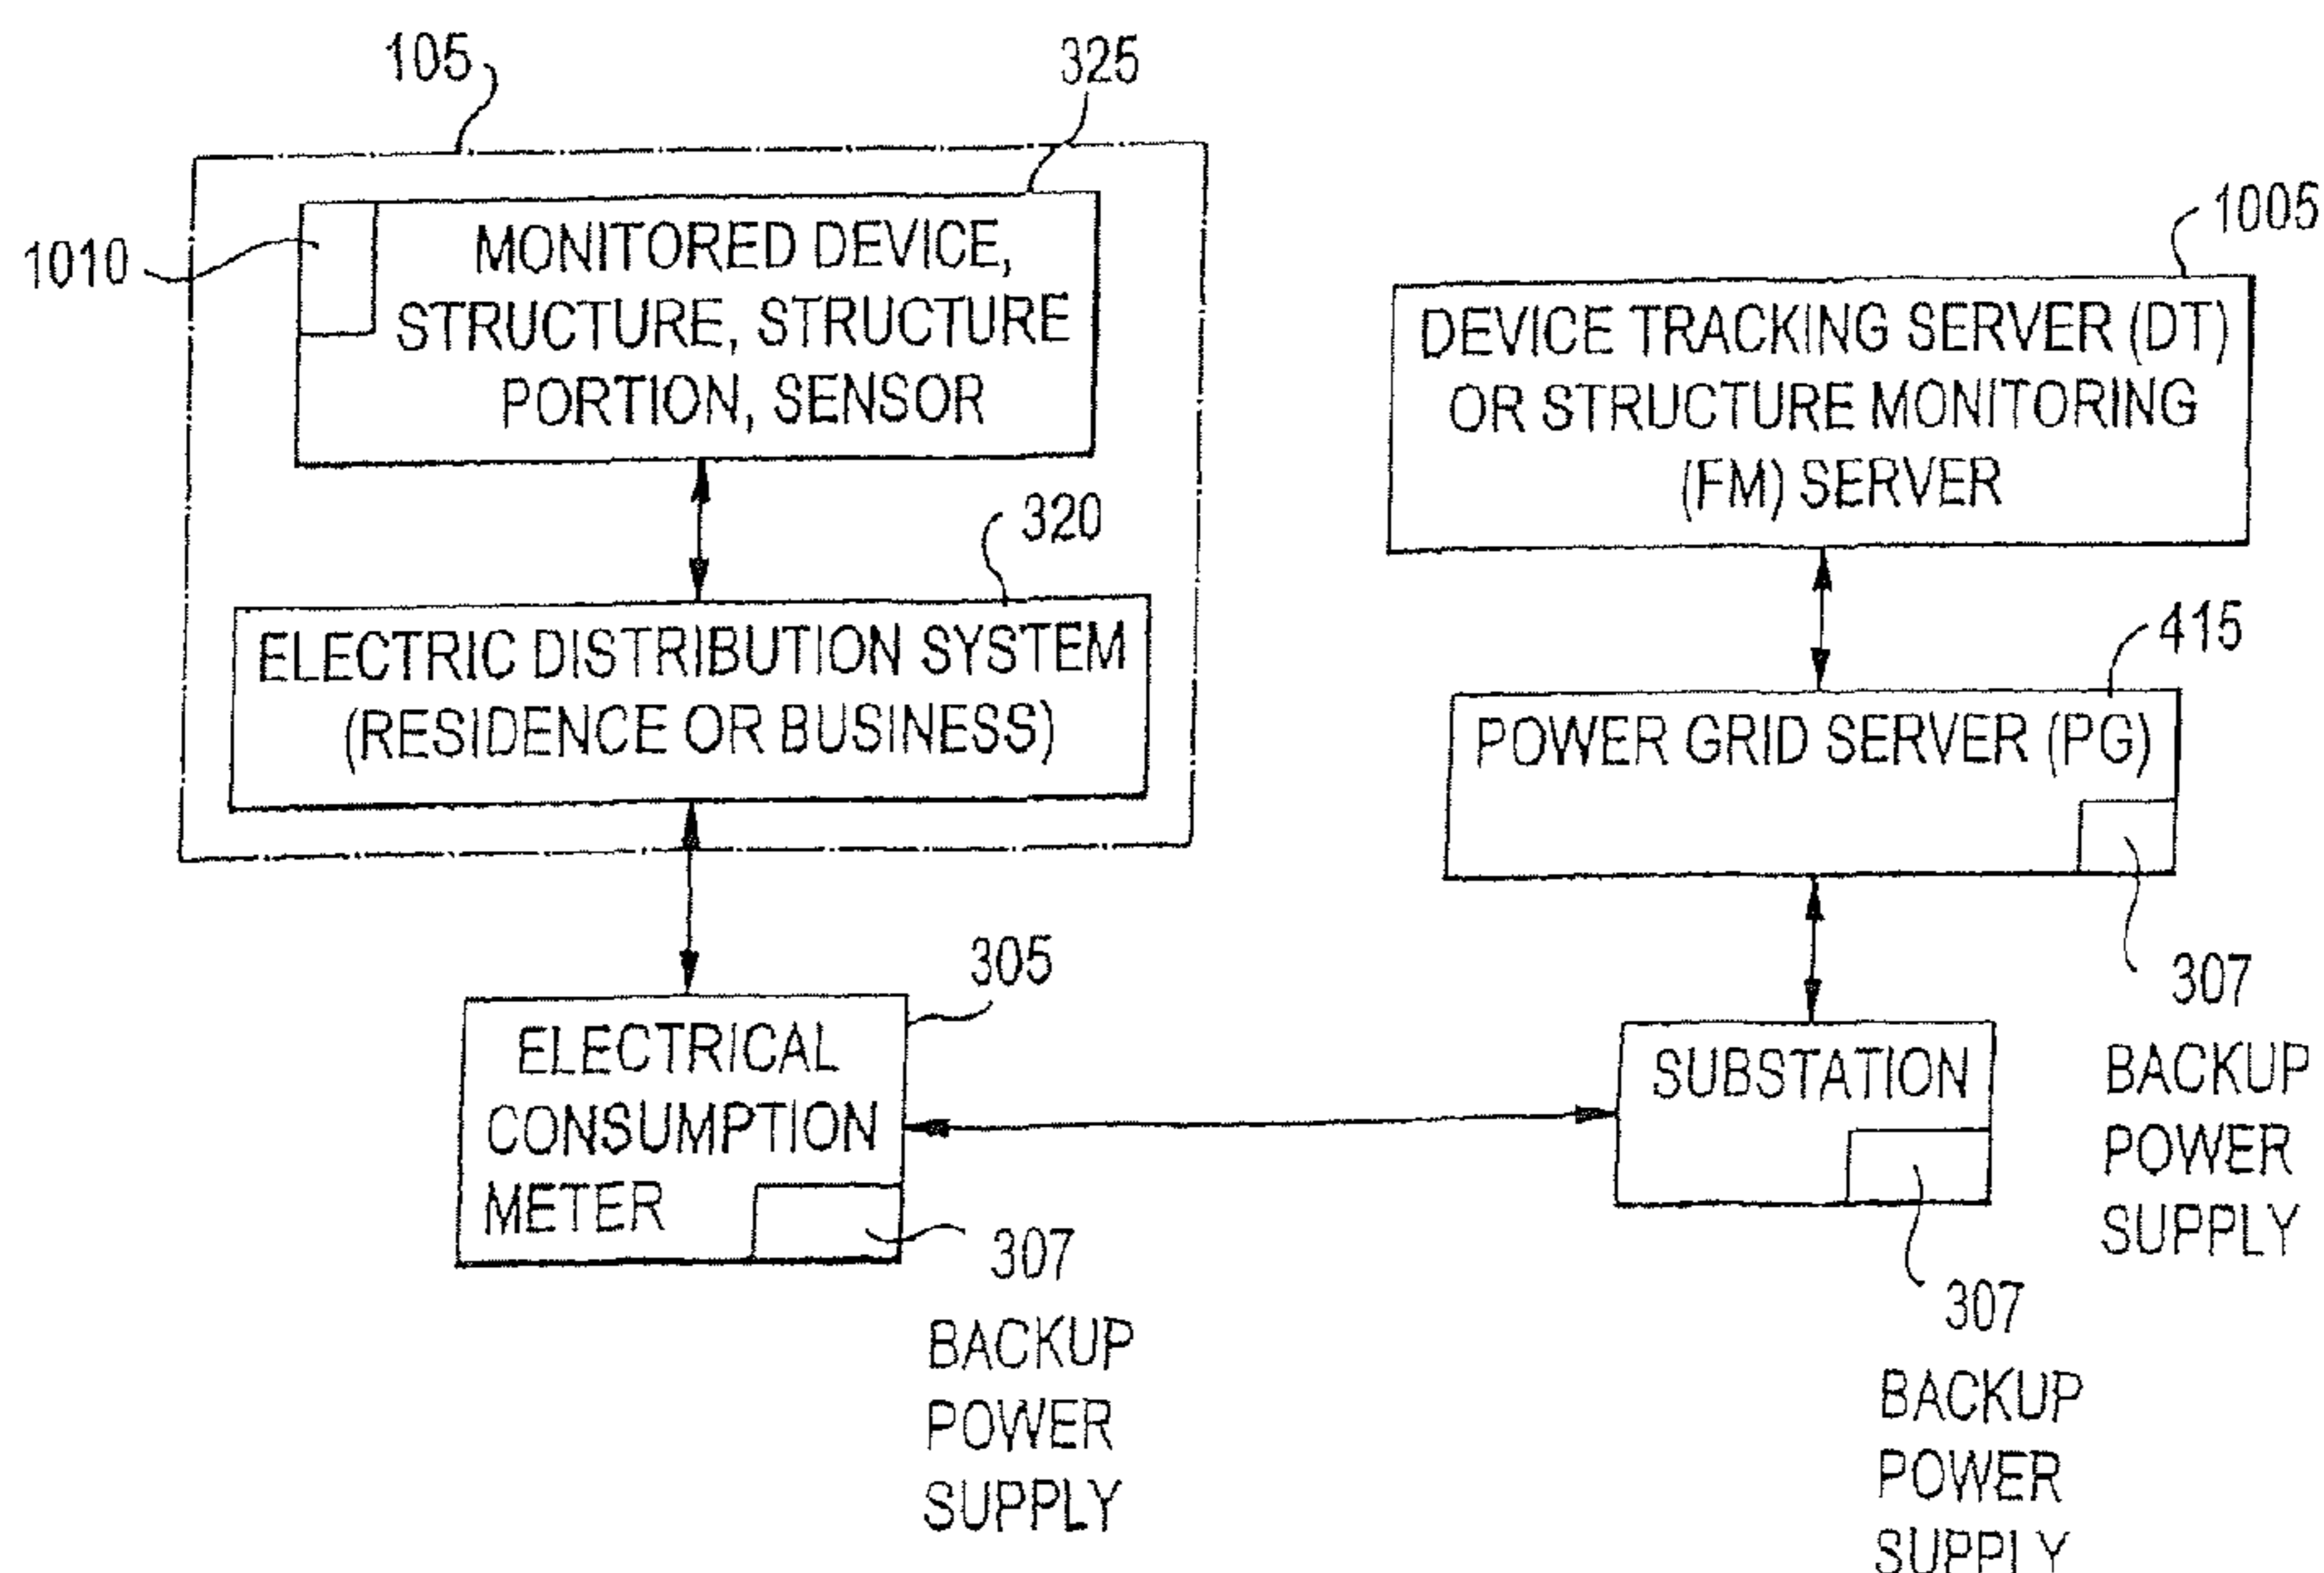 105
325
1010
MONITORED DEVICE,
STRUCTURE, STRUCTURE
PORTION, SENSOR
320
ELECTRIC DISTRIBUTION SYSTEM
(RESIDENCE OR BUSINESS)
305
ELECTRICAL
CONSUMPTION
METER
307
BACKUP
POWER
SUPPLY
1005
DEVICE TRACKING SERVER (DT)
OR STRUCTURE MONITORING
(FM) SERVER
415
POWER GRID SERVER (PG)
307
BACKUP
POWER
SUPPLY
SUBSTATION
307
BACKUP
POWER
SUPPLY